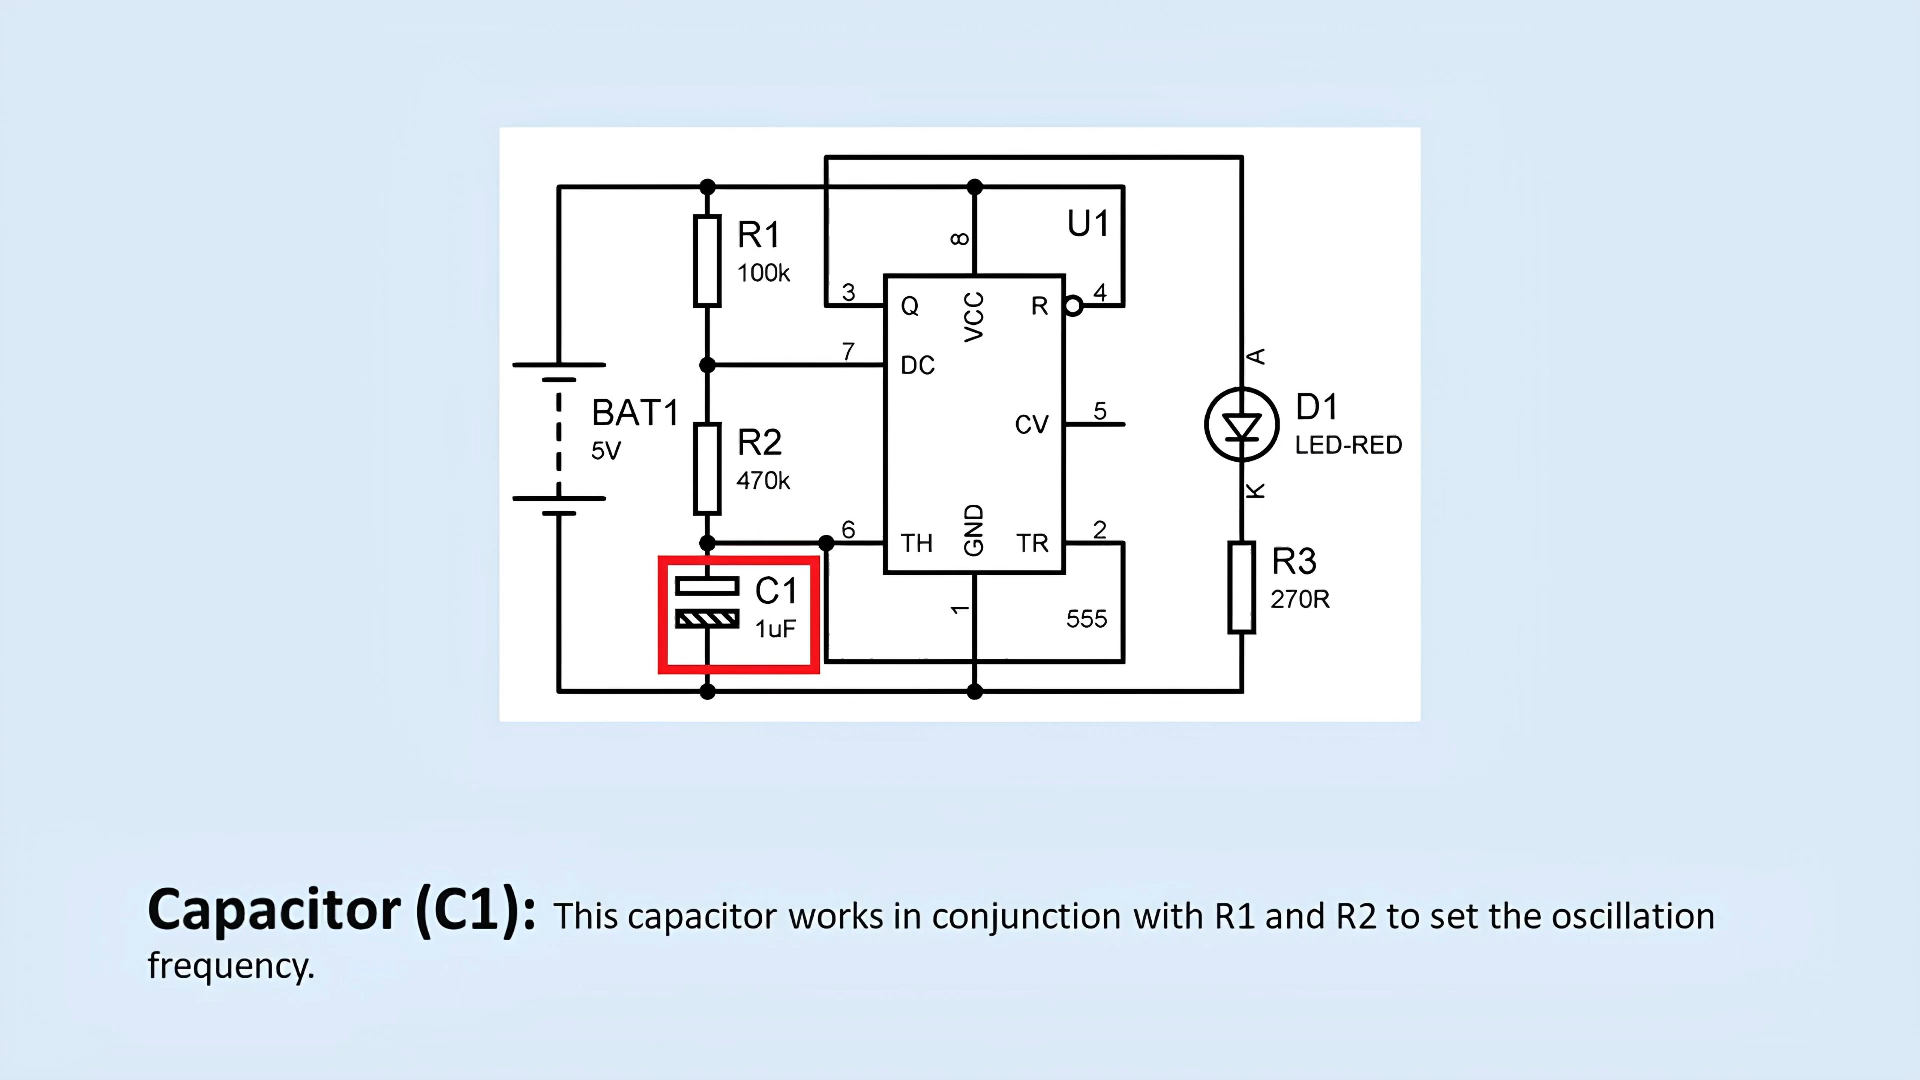 U1
R1
100k
8
3
Q
VCC
R
4
7
DC
A
BAT1
5V
CV
5
D1
LED-RED
R2
470k
K
6
TH
GND
TR
2
C1
1uF
1
555
R3
270R
Capacitor (C1): This capacitor works in conjunction with R1 and R2 to set the oscillation
frequency.